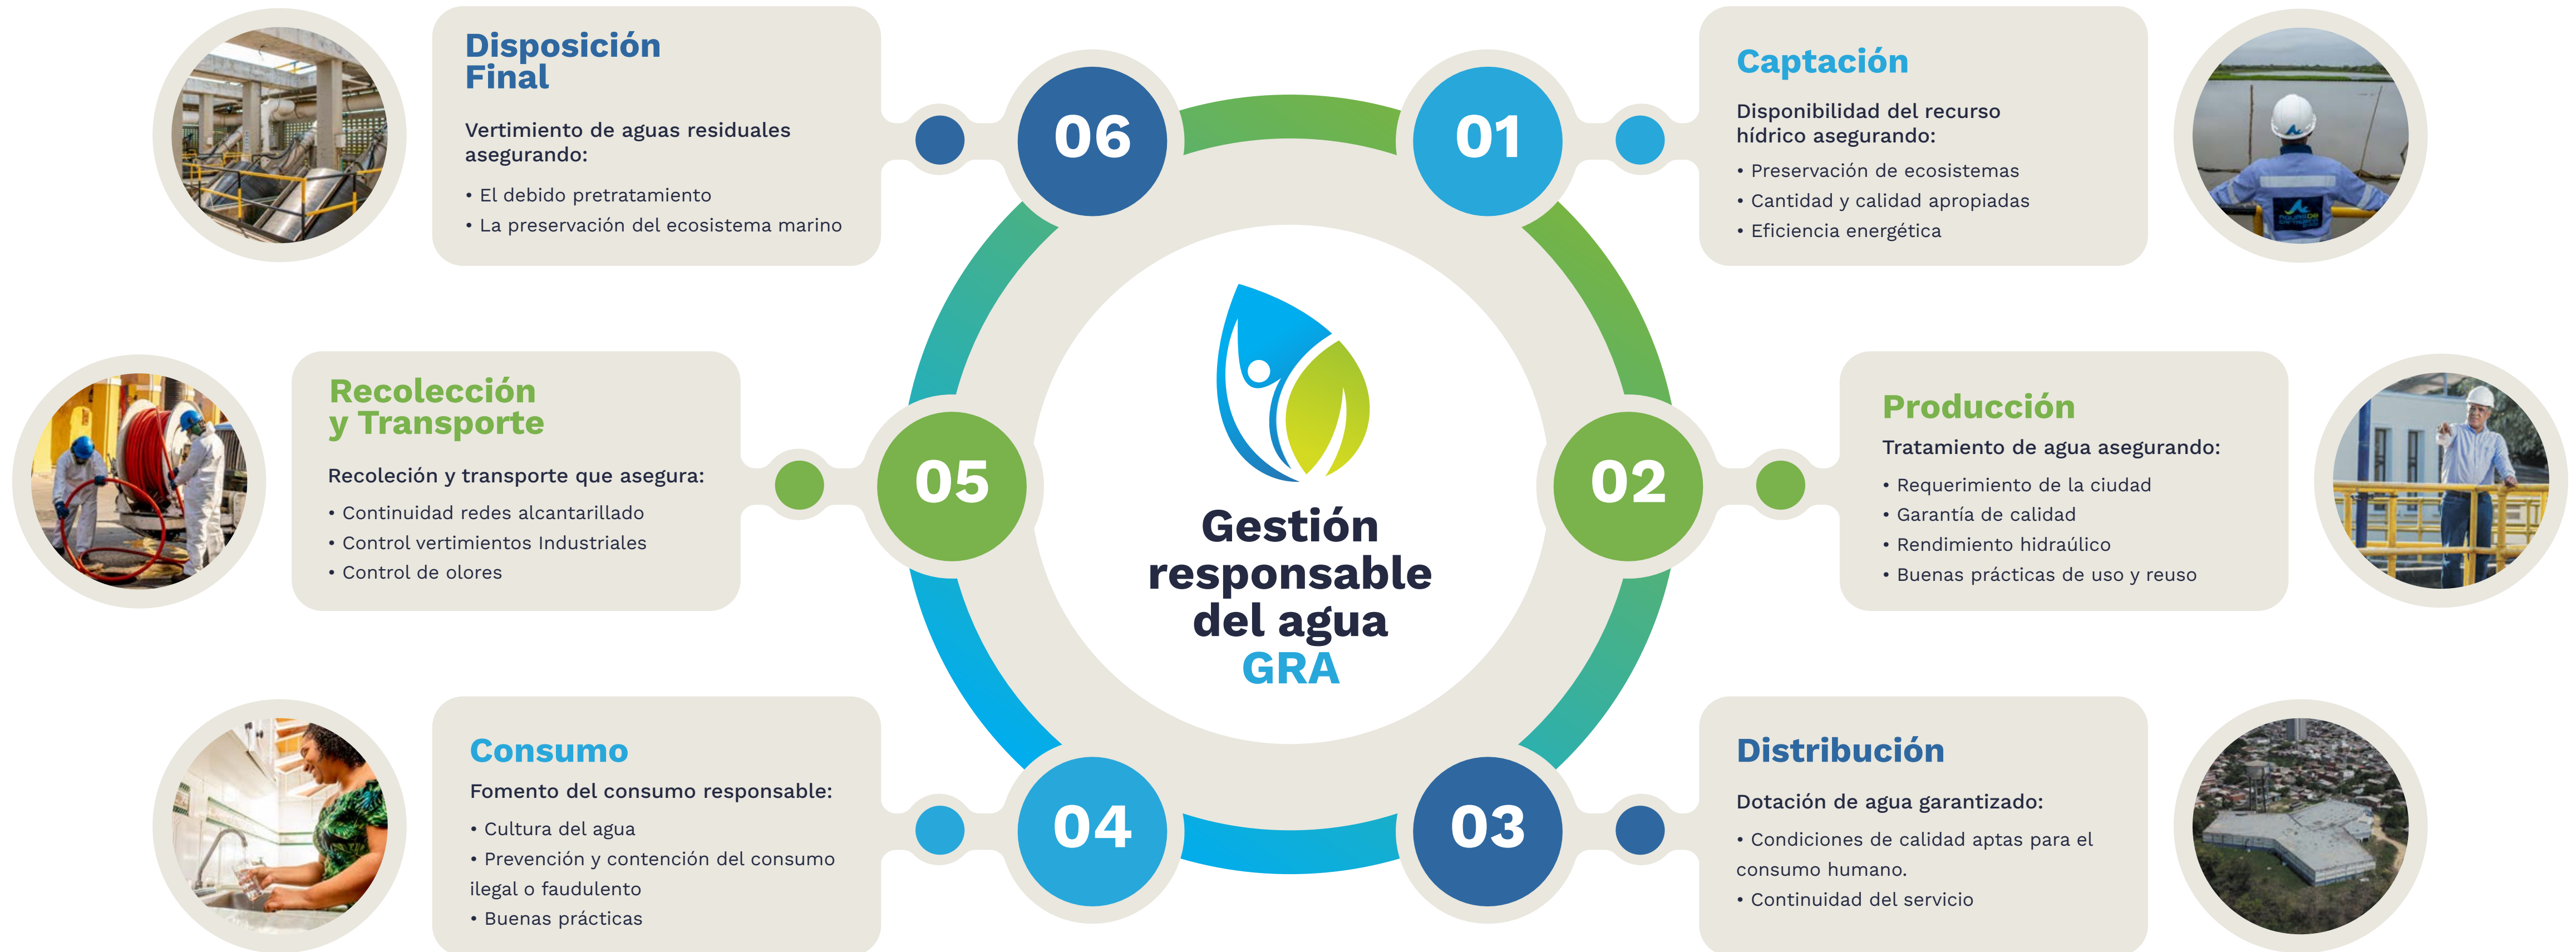 Gestión
responsable
del agua
GRA
01
Captación
Disponibilidad del recurso
hídrico asegurando:
• Preservación de ecosistemas
• Cantidad y calidad apropiadas
• Eficiencia energética
02
Producción
Tratamiento de agua asegurando:
• Requerimiento de la ciudad
• Garantía de calidad
• Rendimiento hidraúlico
• Buenas prácticas de uso y reuso
03
Distribución
Dotación de agua garantizado:
• Condiciones de calidad aptas para el
consumo humano.
• Continuidad del servicio
04
Consumo
Fomento del consumo responsable:
• Cultura del agua
• Prevención y contención del consumo
ilegal o faudulento
• Buenas prácticas
05
Recolección
y Transporte
Recoleción y transporte que asegura:
• Continuidad redes alcantarillado
• Control vertimientos Industriales
• Control de olores
06
Disposición
Final
Vertimiento de aguas residuales
asegurando:
• El debido pretratamiento
• La preservación del ecosistema marino